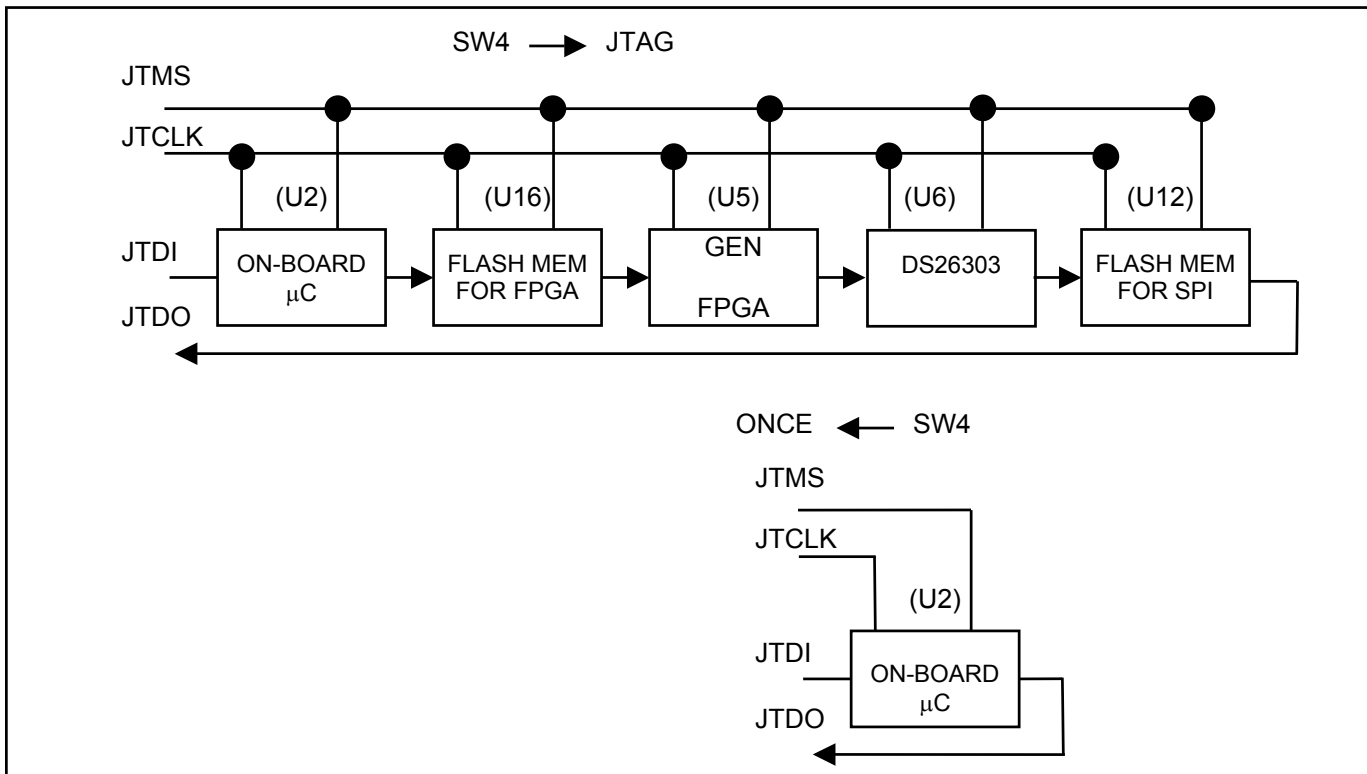 SW4 JTAG
JTMS
JTCLK
(U2) (U16) (U5) (U6) (U12)
JTDI
ON-BOARD
μC
FLASH MEM
FOR FPGA
GEN
FPGA
DS26303
FLASH MEM
FOR SPI
JTDO
ONCE SW4
JTMS
JTCLK
(U2)
JTDI
ON-BOARD
μC
JTDO